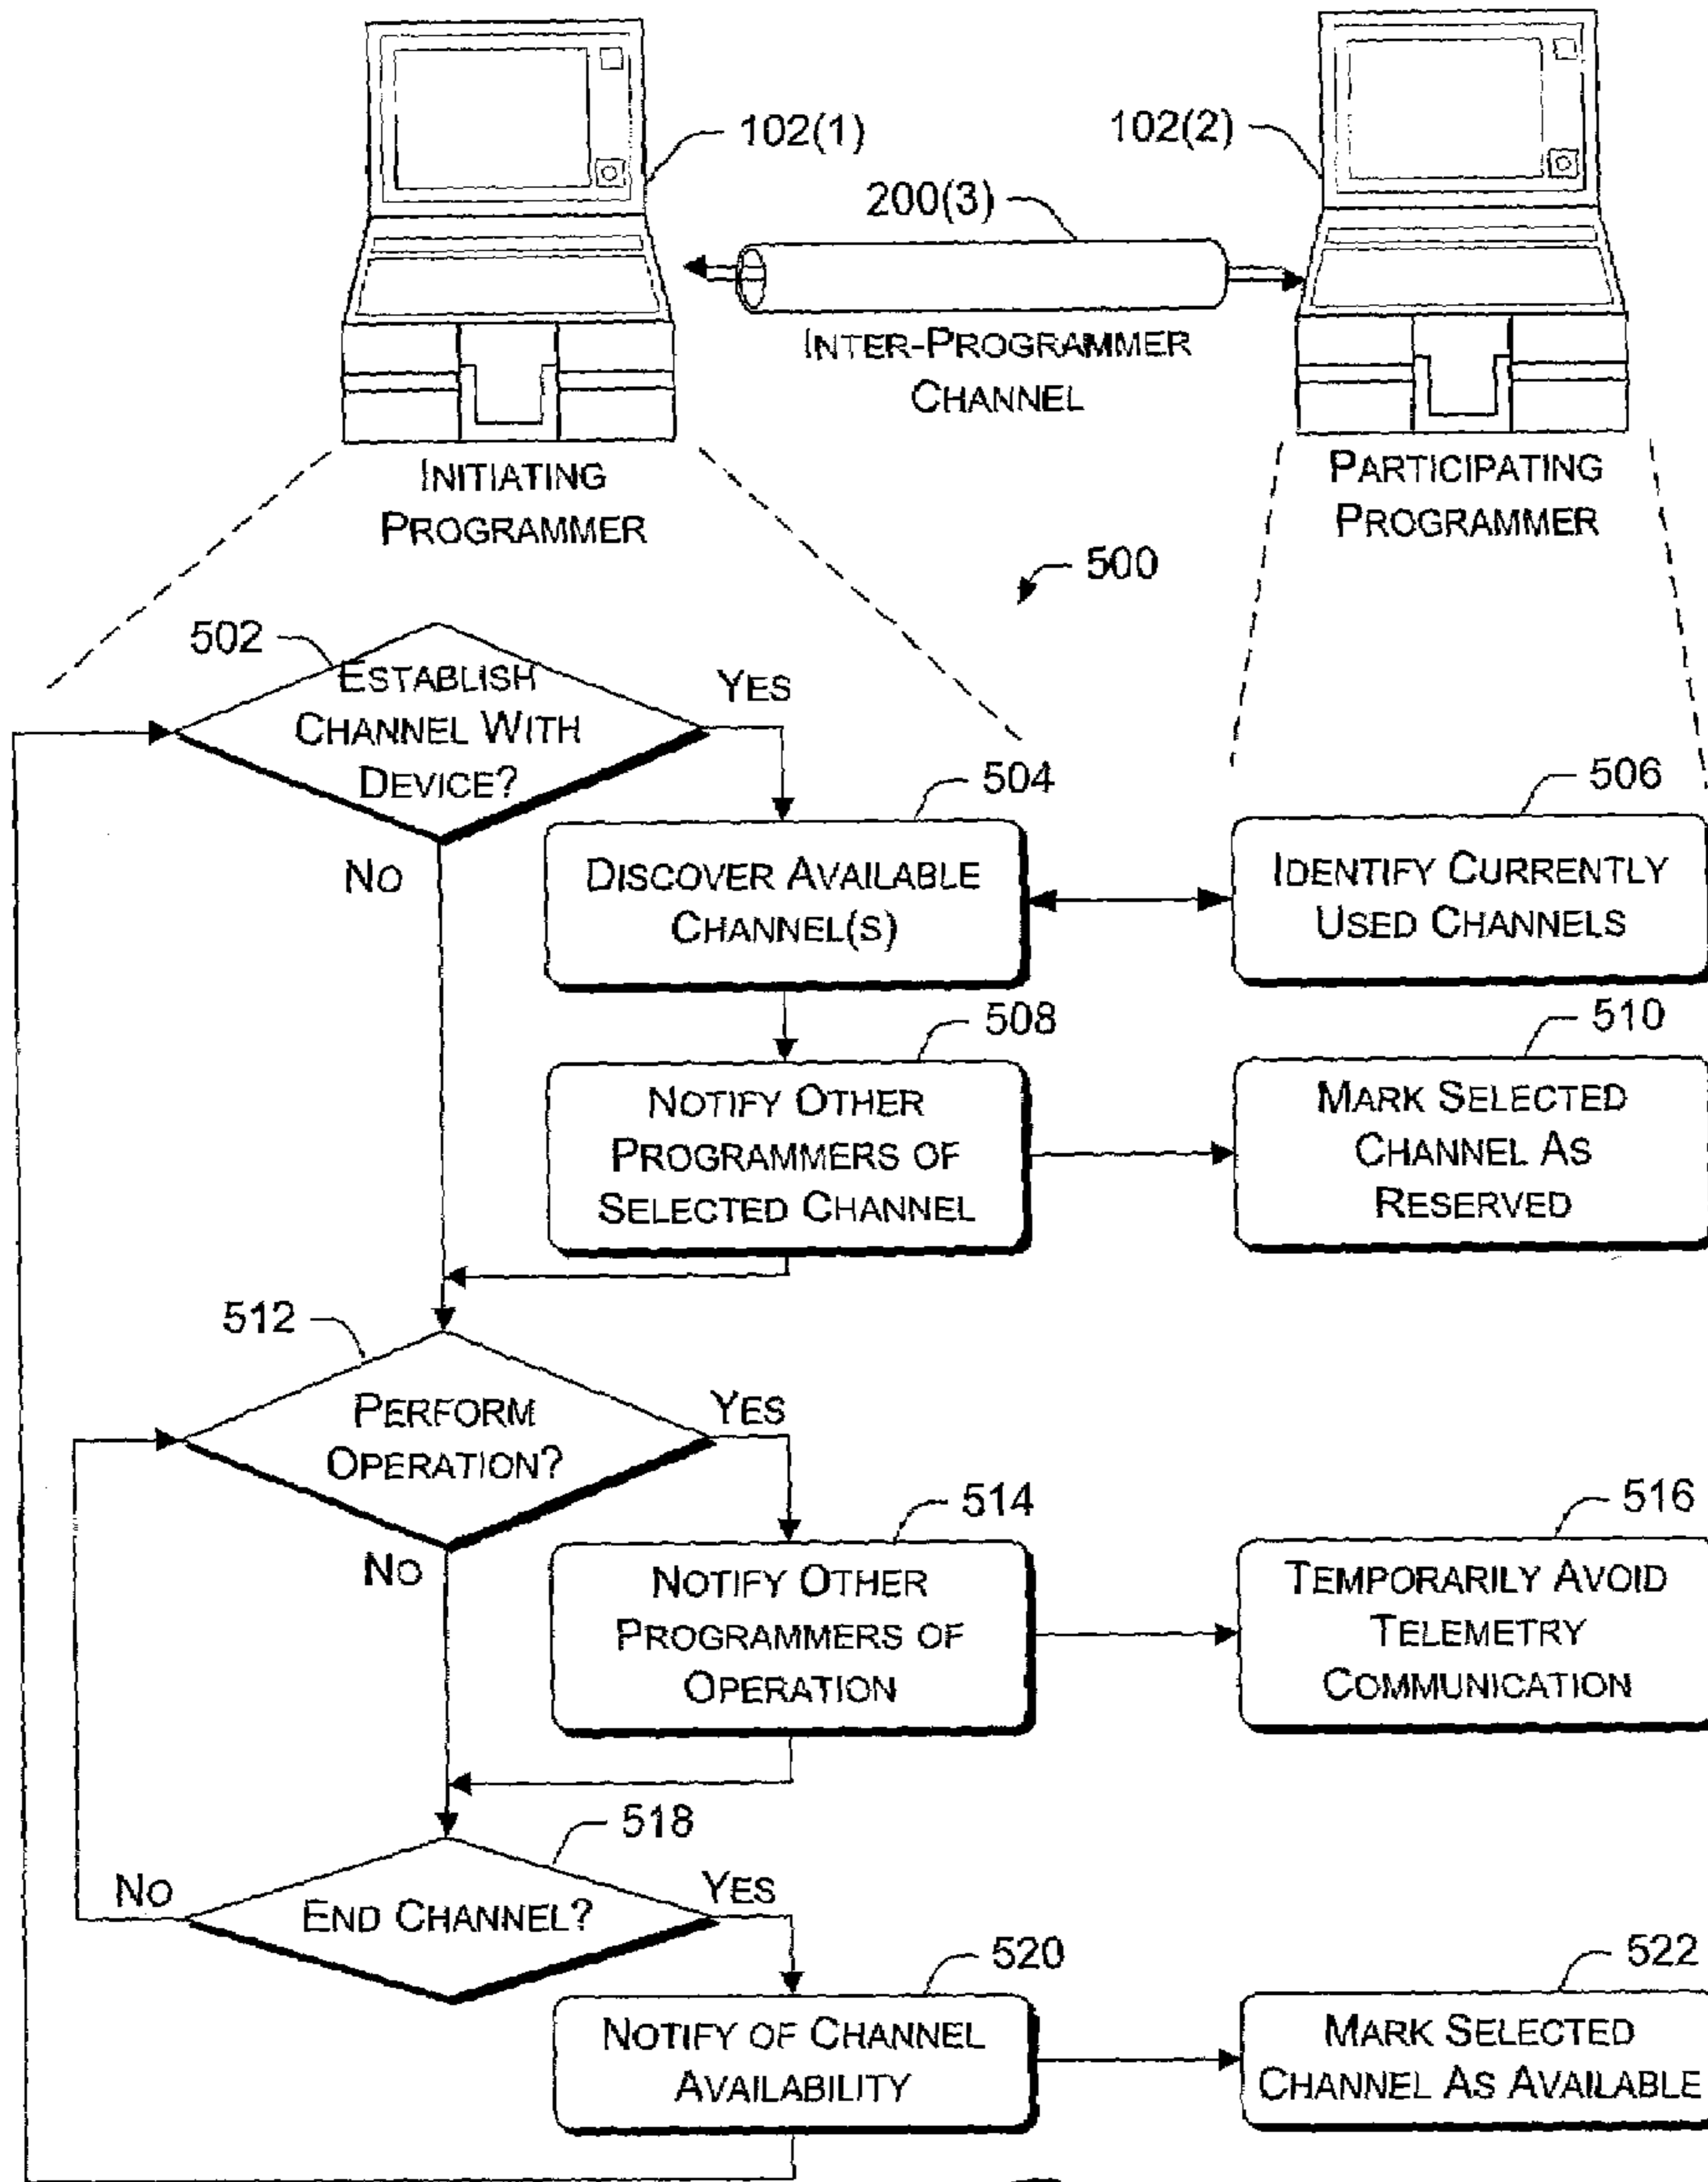 102(1)
102(2)
200(3)
INTER-PROGRAMMER
CHANNEL
INITIATING
PROGRAMMER
PARTICIPATING
PROGRAMMER
500
502
ESTABLISH
CHANNEL WITH
DEVICE?
YES
NO
504
DISCOVER AVAILABLE
CHANNEL(S)
506
IDENTIFY CURRENTLY
USED CHANNELS
508
NOTIFY OTHER
PROGRAMMERS OF
SELECTED CHANNEL
510
MARK SELECTED
CHANNEL AS
RESERVED
512
PERFORM
OPERATION?
YES
NO
514
NOTIFY OTHER
PROGRAMMERS OF
OPERATION
516
TEMPORARILY AVOID
TELEMETRY
COMMUNICATION
518
END CHANNEL?
NO
YES
520
NOTIFY OF CHANNEL
AVAILABILITY
522
MARK SELECTED
CHANNEL AS AVAILABLE